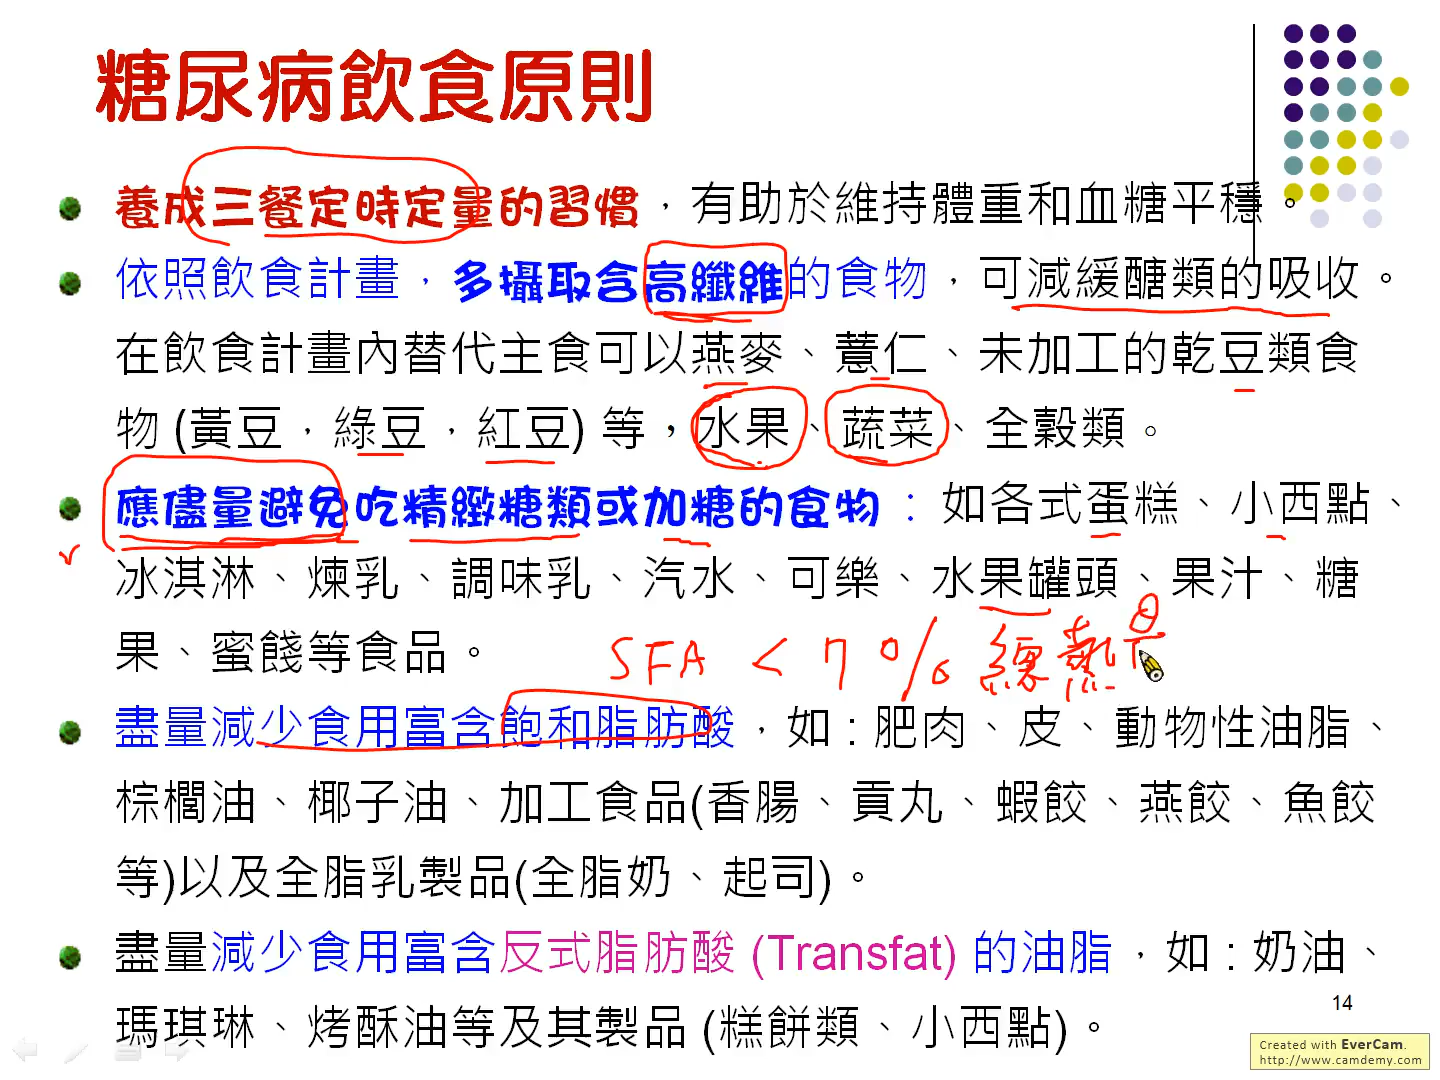 糖尿病飲食原則
養成三餐定時定量的習慣，有助於維持體重和血糖平穩。
依照飲食計畫，多攝取含高纖維的食物，可減緩醣類的吸收。
在飲食計畫內替代主食可以燕麥、薏仁、未加工的乾豆類食
物 (黃豆，綠豆，紅豆) 等，水果、蔬菜、全穀類。
應儘量避免吃精緻糖類或加糖的食物：如各式蛋糕、小西點、
冰淇淋、煉乳、調味乳、汽水、可樂、水果罐頭、果汁、糖
果、蜜餞等食品。
SFA < 7 % 總熱量
盡量減少食用富含飽和脂肪酸，如：肥肉、皮、動物性油脂、
棕櫚油、椰子油、加工食品(香腸、貢丸、蝦餃、燕餃、魚餃
等)以及全脂乳製品(全脂奶、起司)。
盡量減少食用富含反式脂肪酸 (Transfat) 的油脂，如：奶油、
瑪琪琳、烤酥油等及其製品 (糕餅類、小西點)。
14
Created with EverCam.
http://www.camdemy.com